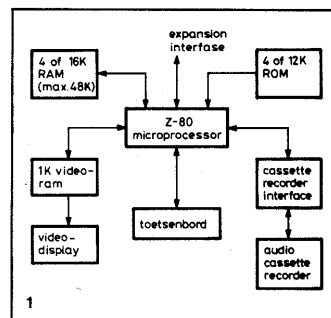 expansion
interfase
4 of 16K
RAM
(max.48K)
4 of 12K
ROM
Z-80
microprocessor
1K video-
ram
cassette
recorder
interface
video-
display
toetsenbord
audio
cassette
recorder
1